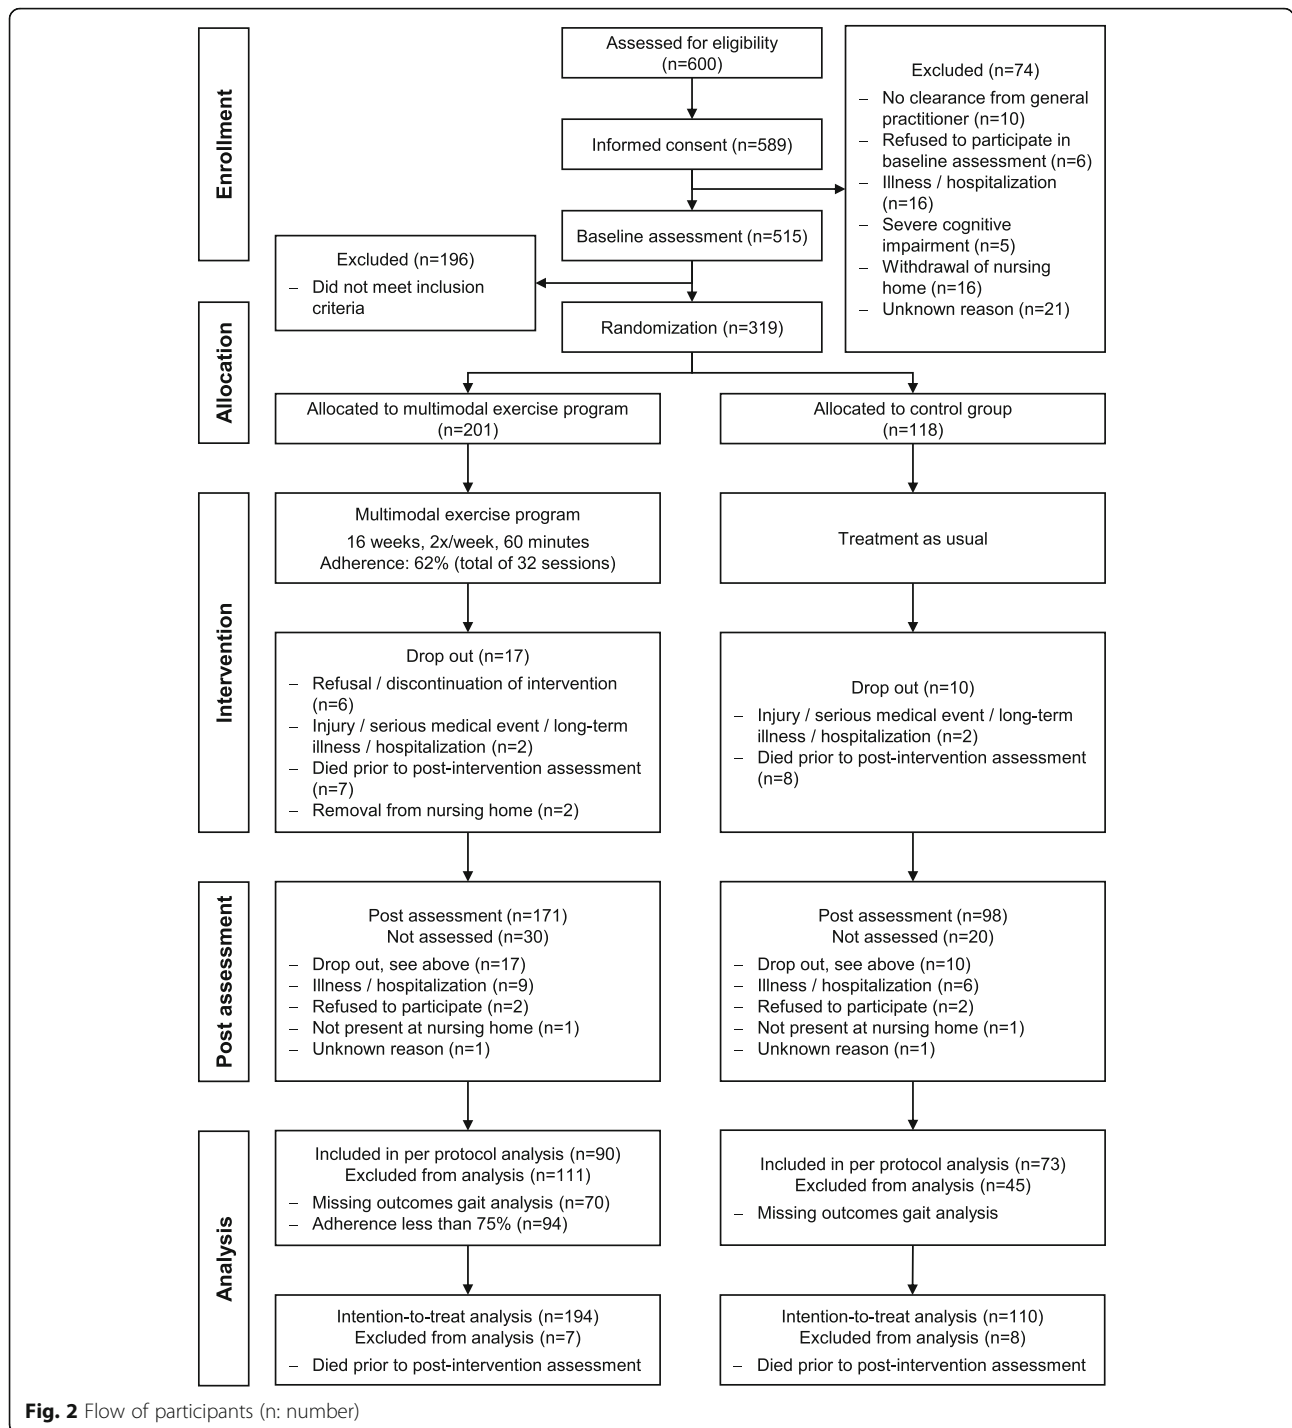 Enrollment
Assessed for eligibility
(n=600)
Informed consent (n=589)
Excluded (n=74)
– No clearance from general
practitioner (n=10)
– Refused to participate in
baseline assessment (n=6)
– Illness / hospitalization
(n=16)
– Severe cognitive
impairment (n=5)
– Withdrawal of nursing
home (n=16)
– Unknown reason (n=21)
Baseline assessment (n=515)
Excluded (n=196)
– Did not meet inclusion
criteria
Randomization (n=319)
Allocation
Allocated to multimodal exercise program
(n=201)
Allocated to control group
(n=118)
Intervention
Multimodal exercise program
16 weeks, 2x/week, 60 minutes
Adherence: 62% (total of 32 sessions)
Treatment as usual
Drop out (n=17)
– Refusal / discontinuation of intervention
(n=6)
– Injury / serious medical event / long-term
illness / hospitalization (n=2)
– Died prior to post-intervention assessment
(n=7)
– Removal from nursing home (n=2)
Drop out (n=10)
– Injury / serious medical event / long-term
illness / hospitalization (n=2)
– Died prior to post-intervention assessment
(n=8)
Post assessment
Post assessment (n=171)
Not assessed (n=30)
– Drop out, see above (n=17)
– Illness / hospitalization (n=9)
– Refused to participate (n=2)
– Not present at nursing home (n=1)
– Unknown reason (n=1)
Post assessment (n=98)
Not assessed (n=20)
– Drop out, see above (n=10)
– Illness / hospitalization (n=6)
– Refused to participate (n=2)
– Not present at nursing home (n=1)
– Unknown reason (n=1)
Analysis
Included in per protocol analysis (n=90)
Excluded from analysis (n=111)
– Missing outcomes gait analysis (n=70)
– Adherence less than 75% (n=94)
Included in per protocol analysis (n=73)
Excluded from analysis (n=45)
– Missing outcomes gait analysis
Intention-to-treat analysis (n=194)
Excluded from analysis (n=7)
– Died prior to post-intervention assessment
Intention-to-treat analysis (n=110)
Excluded from analysis (n=8)
– Died prior to post-intervention assessment
Fig. 2 Flow of participants (n: number)